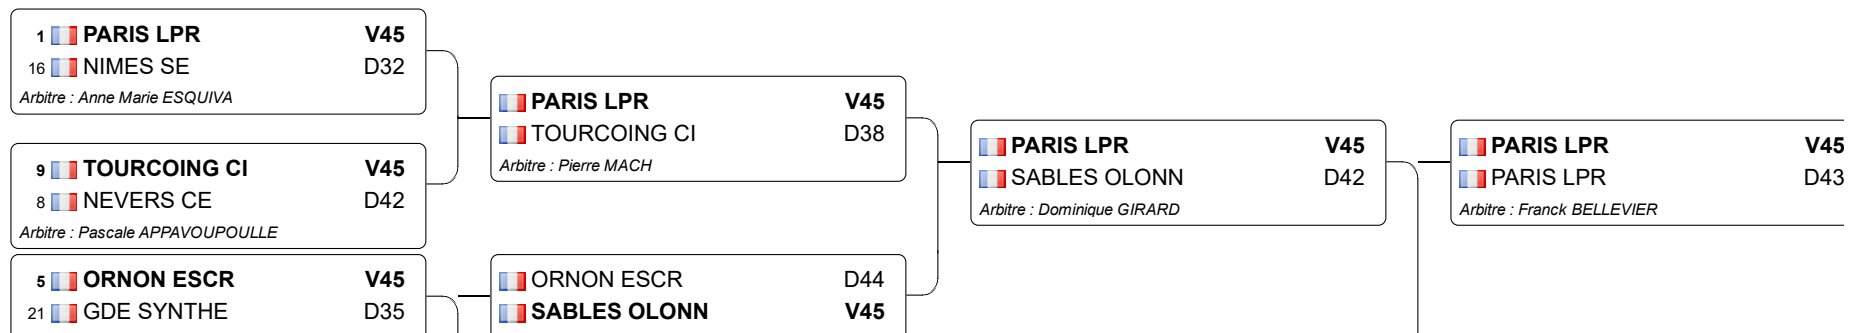 1 PARIS LPR V45
16 NIMES SE D32
Arbitre : Anne Marie ESQUIVA
9 TOURCOING CI V45
8 NEVERS CE D42
Arbitre : Pascale APPAVOUPOULLE
5 ORNON ESCR V45
21 GDE SYNTHE D35
PARIS LPR V45
TOURCOING CI D38
Arbitre : Pierre MACH
ORNON ESCR D44
SABLES OLONN V45
PARIS LPR V45
SABLES OLONN D42
Arbitre : Dominique GIRARD
PARIS LPR V45
PARIS LPR D43
Arbitre : Franck BELLEVIER